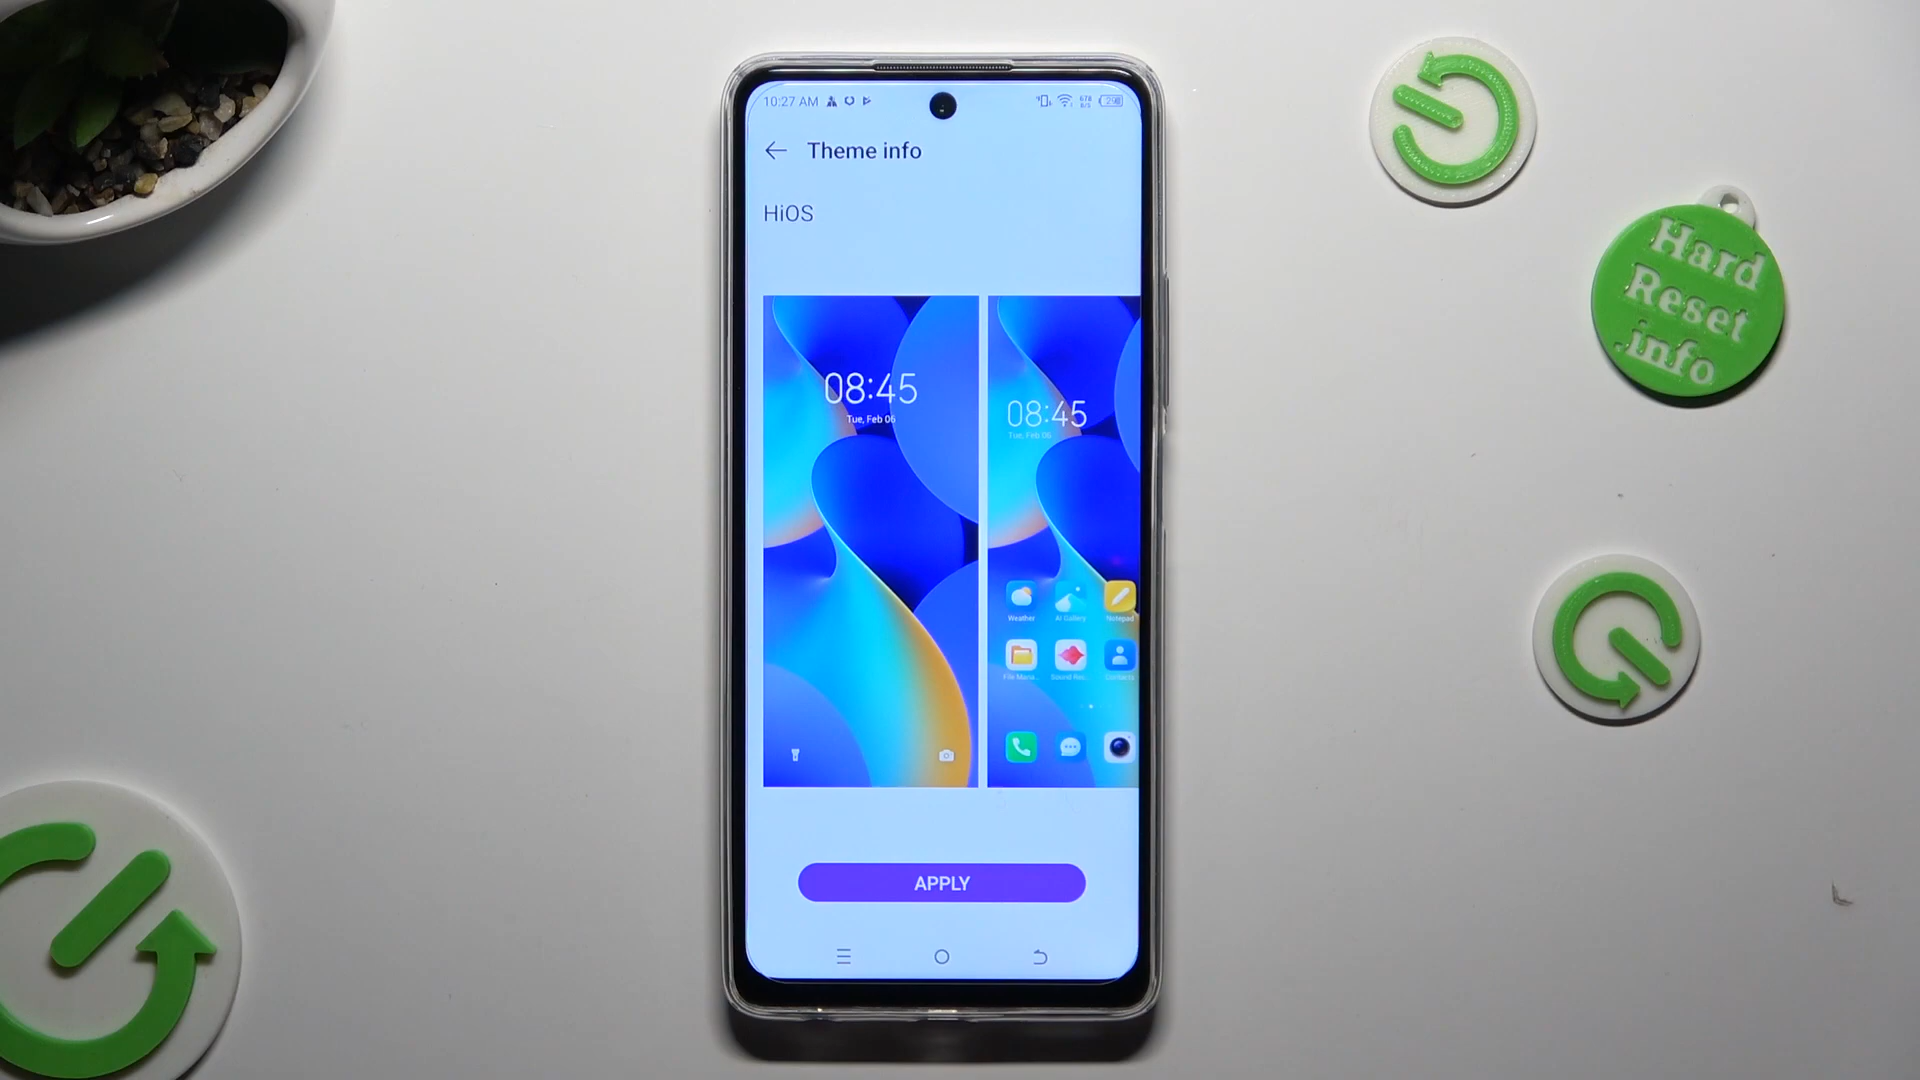 10:27 AM
Theme info
HiOS
08:45
Tue, Feb 06
08:45
Tue, Feb 06
Weather AI Gallery Notepad
File Mana... Sound Rec... Contacts
APPLY
Hard
Reset
.info